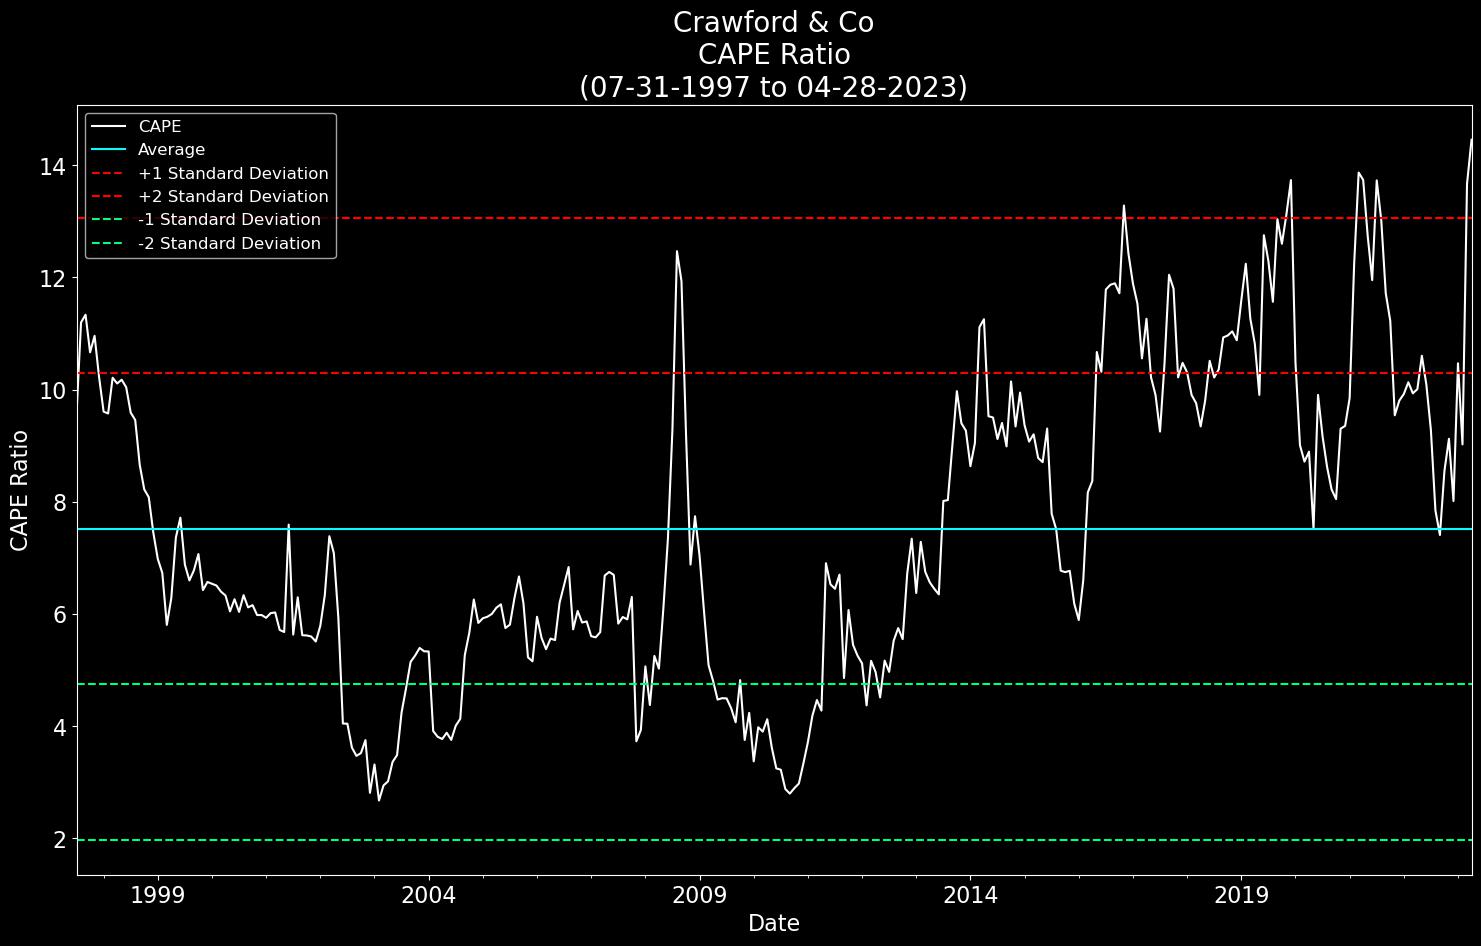 Crawford & Co
CAPE Ratio
(07-31-1997 to 04-28-2023)
CAPE
Average
+1 Standard Deviation
+2 Standard Deviation
-1 Standard Deviation
-2 Standard Deviation
14
12
10
8
6
4
2
CAPE Ratio
1999 2004 2009 2014 2019
Date